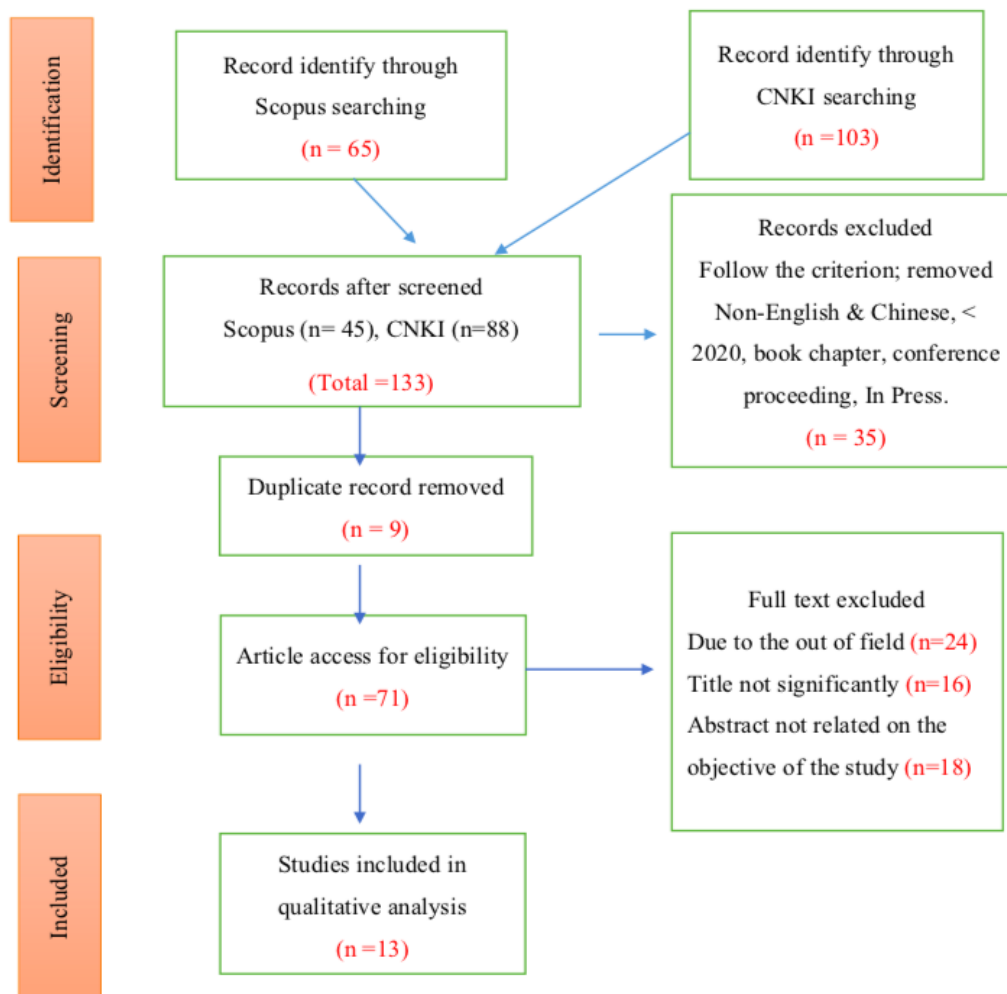 Identification
Record identify through
Scopus searching
(n = 65)
Record identify through
CNKI searching
(n =103)
Screening
Records after screened
Scopus (n= 45), CNKI (n=88)
(Total =133)
Records excluded
Follow the criterion; removed
Non-English & Chinese, <
2020, book chapter, conference
proceeding, In Press.
(n = 35)
Duplicate record removed
(n = 9)
Eligibility
Article access for eligibility
(n =71)
Full text excluded
Due to the out of field (n=24)
Title not significantly (n=16)
Abstract not related on the
objective of the study (n=18)
Included
Studies included in
qualitative analysis
(n =13)